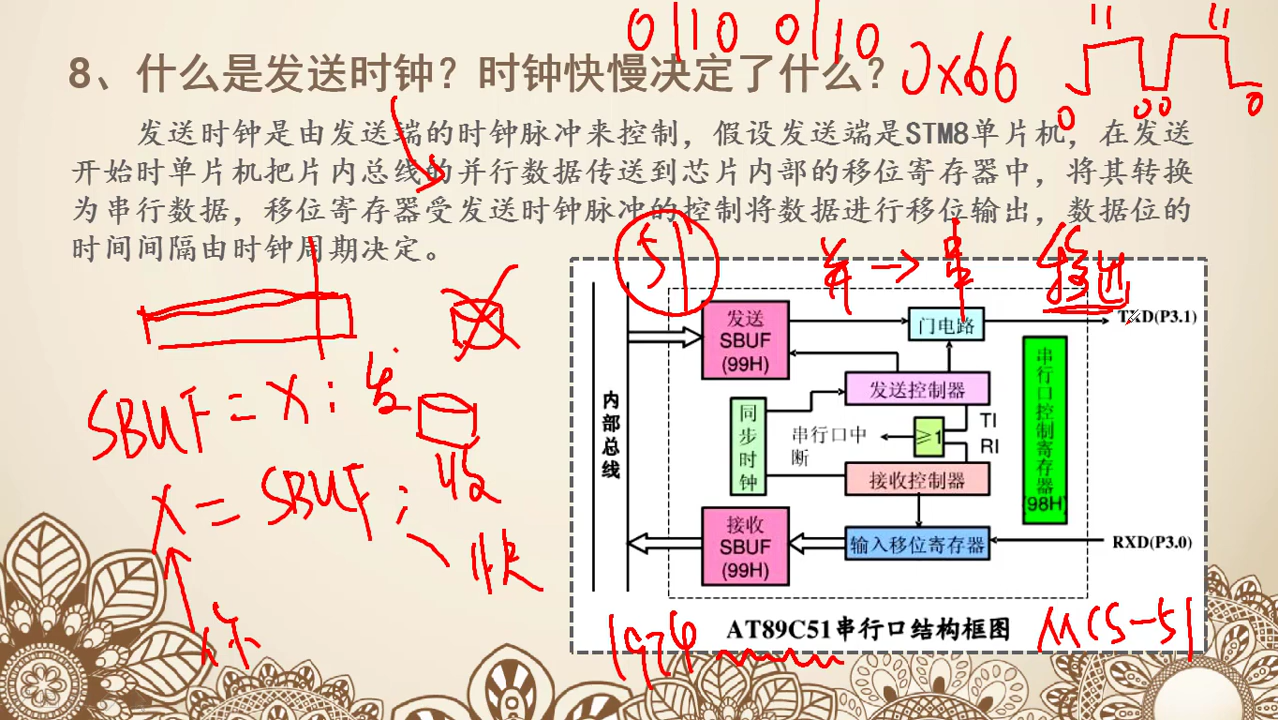 0110 0110
8、什么是发送时钟？时钟快慢决定了什么？ 0x66
11 11
0 00 0
发送时钟是由发送端的时钟脉冲来控制，假设发送端是STM8单片机，在发送
开始时单片机把片内总线的并行数据传送到芯片内部的移位寄存器中，将其转换
为串行数据，移位寄存器受发送时钟脉冲的控制将数据进行移位输出，数据位的
时间间隔由时钟周期决定。
51 并→串
SBUF=X; 发
X=SBUF; 收
发送
SBUF
(99H)
门电路
TXD(P3.1)
发送控制器
同步时钟
串行口中断
≥1
TI
RI
接收控制器
内部总线
串行口控制寄存器
(98H)
接收
SBUF
(99H)
输入移位寄存器
RXD(P3.0)
AT89C51串行口结构框图
MCS-51